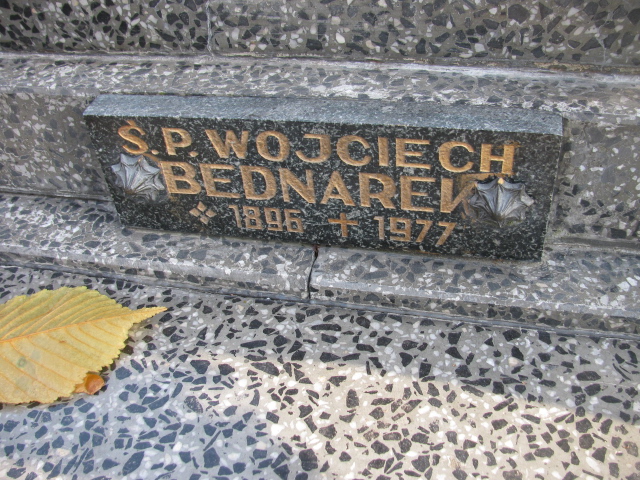 Ś.P. WOJCIECH
BEDNAREK
1896 1977